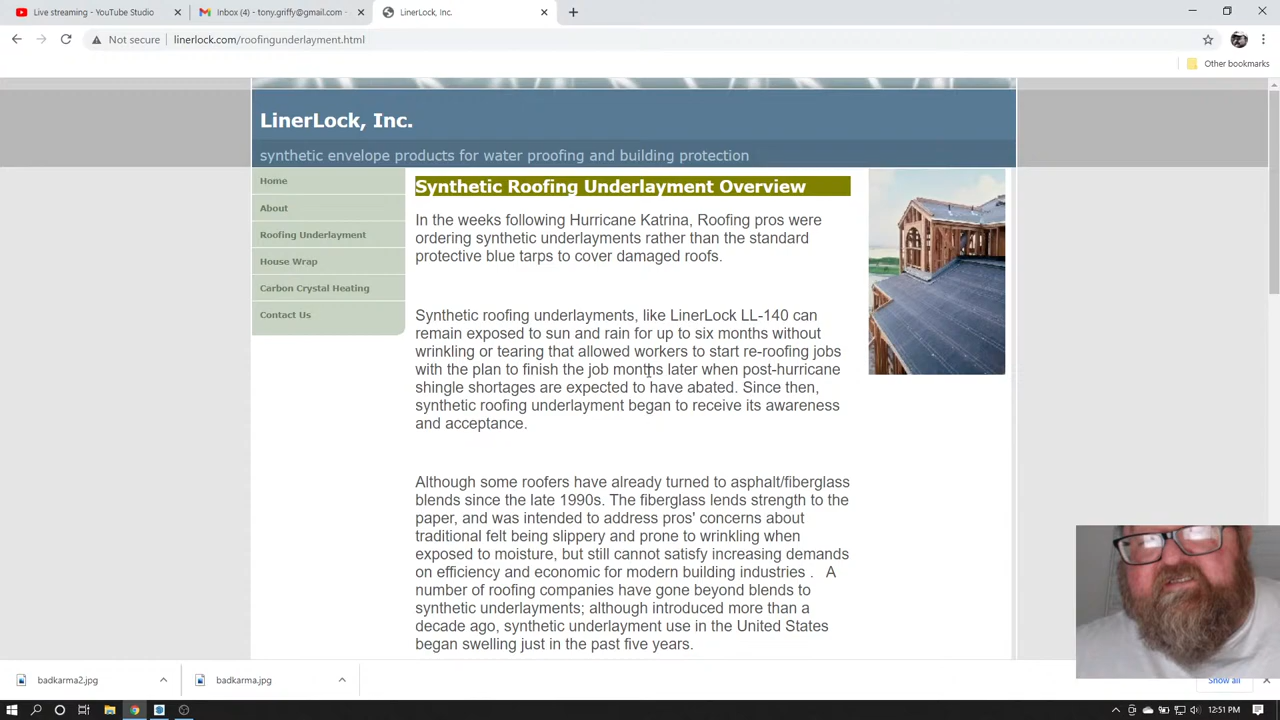 Live streaming - YouTube Studio
Inbox (4) - tony.griffy@gmail.com -
LinerLock, Inc.
Not secure
linerlock.com/roofingunderlayment.html
Other bookmarks
LinerLock, Inc.
synthetic envelope products for water proofing and building protection
Home
About
Roofing Underlayment
House Wrap
Carbon Crystal Heating
Contact Us
Synthetic Roofing Underlayment Overview
In the weeks following Hurricane Katrina, Roofing pros were
ordering synthetic underlayments rather than the standard
protective blue tarps to cover damaged roofs.
Synthetic roofing underlayments, like LinerLock LL-140 can
remain exposed to sun and rain for up to six months without
wrinkling or tearing that allowed workers to start re-roofing jobs
with the plan to finish the job months later when post-hurricane
shingle shortages are expected to have abated. Since then,
synthetic roofing underlayment began to receive its awareness
and acceptance.
Although some roofers have already turned to asphalt/fiberglass
blends since the late 1990s. The fiberglass lends strength to the
paper, and was intended to address pros' concerns about
traditional felt being slippery and prone to wrinkling when
exposed to moisture, but still cannot satisfy increasing demands
on efficiency and economic for modern building industries . A
number of roofing companies have gone beyond blends to
synthetic underlayments; although introduced more than a
decade ago, synthetic underlayment use in the United States
began swelling just in the past five years.
badkarma2.jpg
badkarma.jpg
Show all
12:51 PM